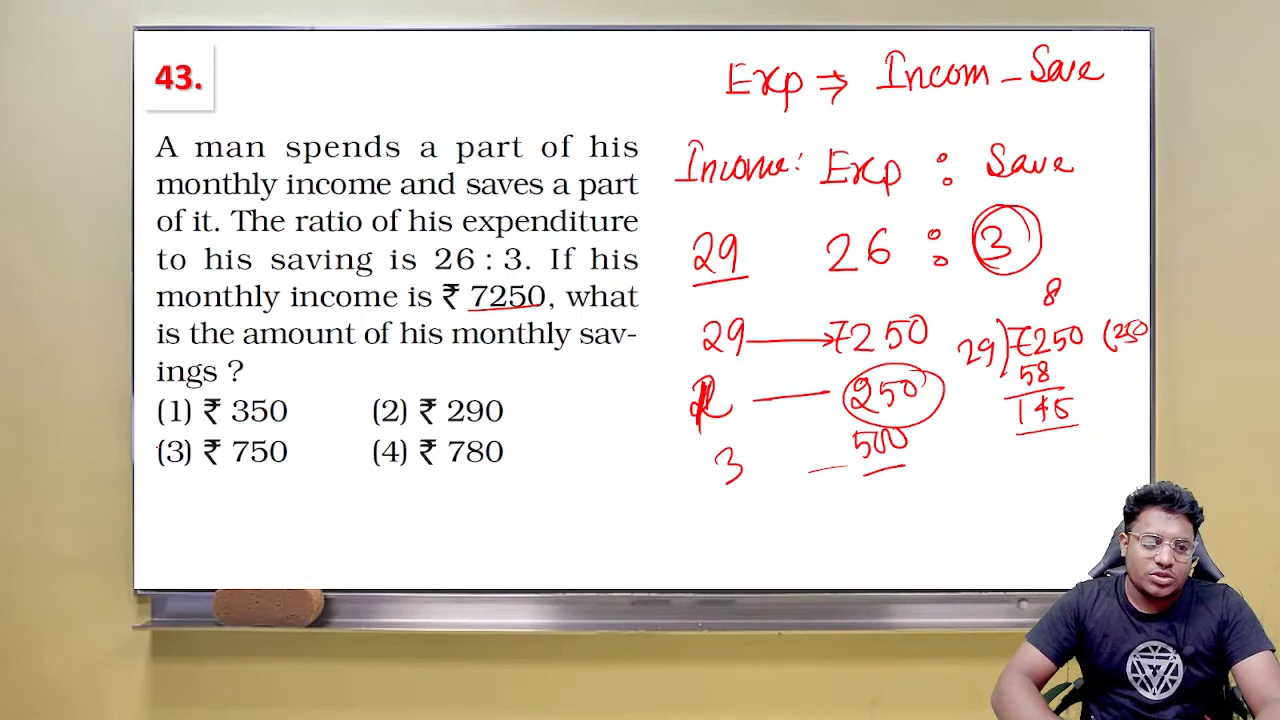 43.
A man spends a part of his
monthly income and saves a part
of it. The ratio of his expenditure
to his saving is 26 : 3. If his
monthly income is ₹ 7250, what
is the amount of his monthly sav-
ings ?
(1) ₹ 350 (2) ₹ 290
(3) ₹ 750 (4) ₹ 780
Exp ⇒ Incom - Save
Income : Exp : Save
29 26 : 3
29 → 7250
250
3 — 500
8
29)7250(250
58
145